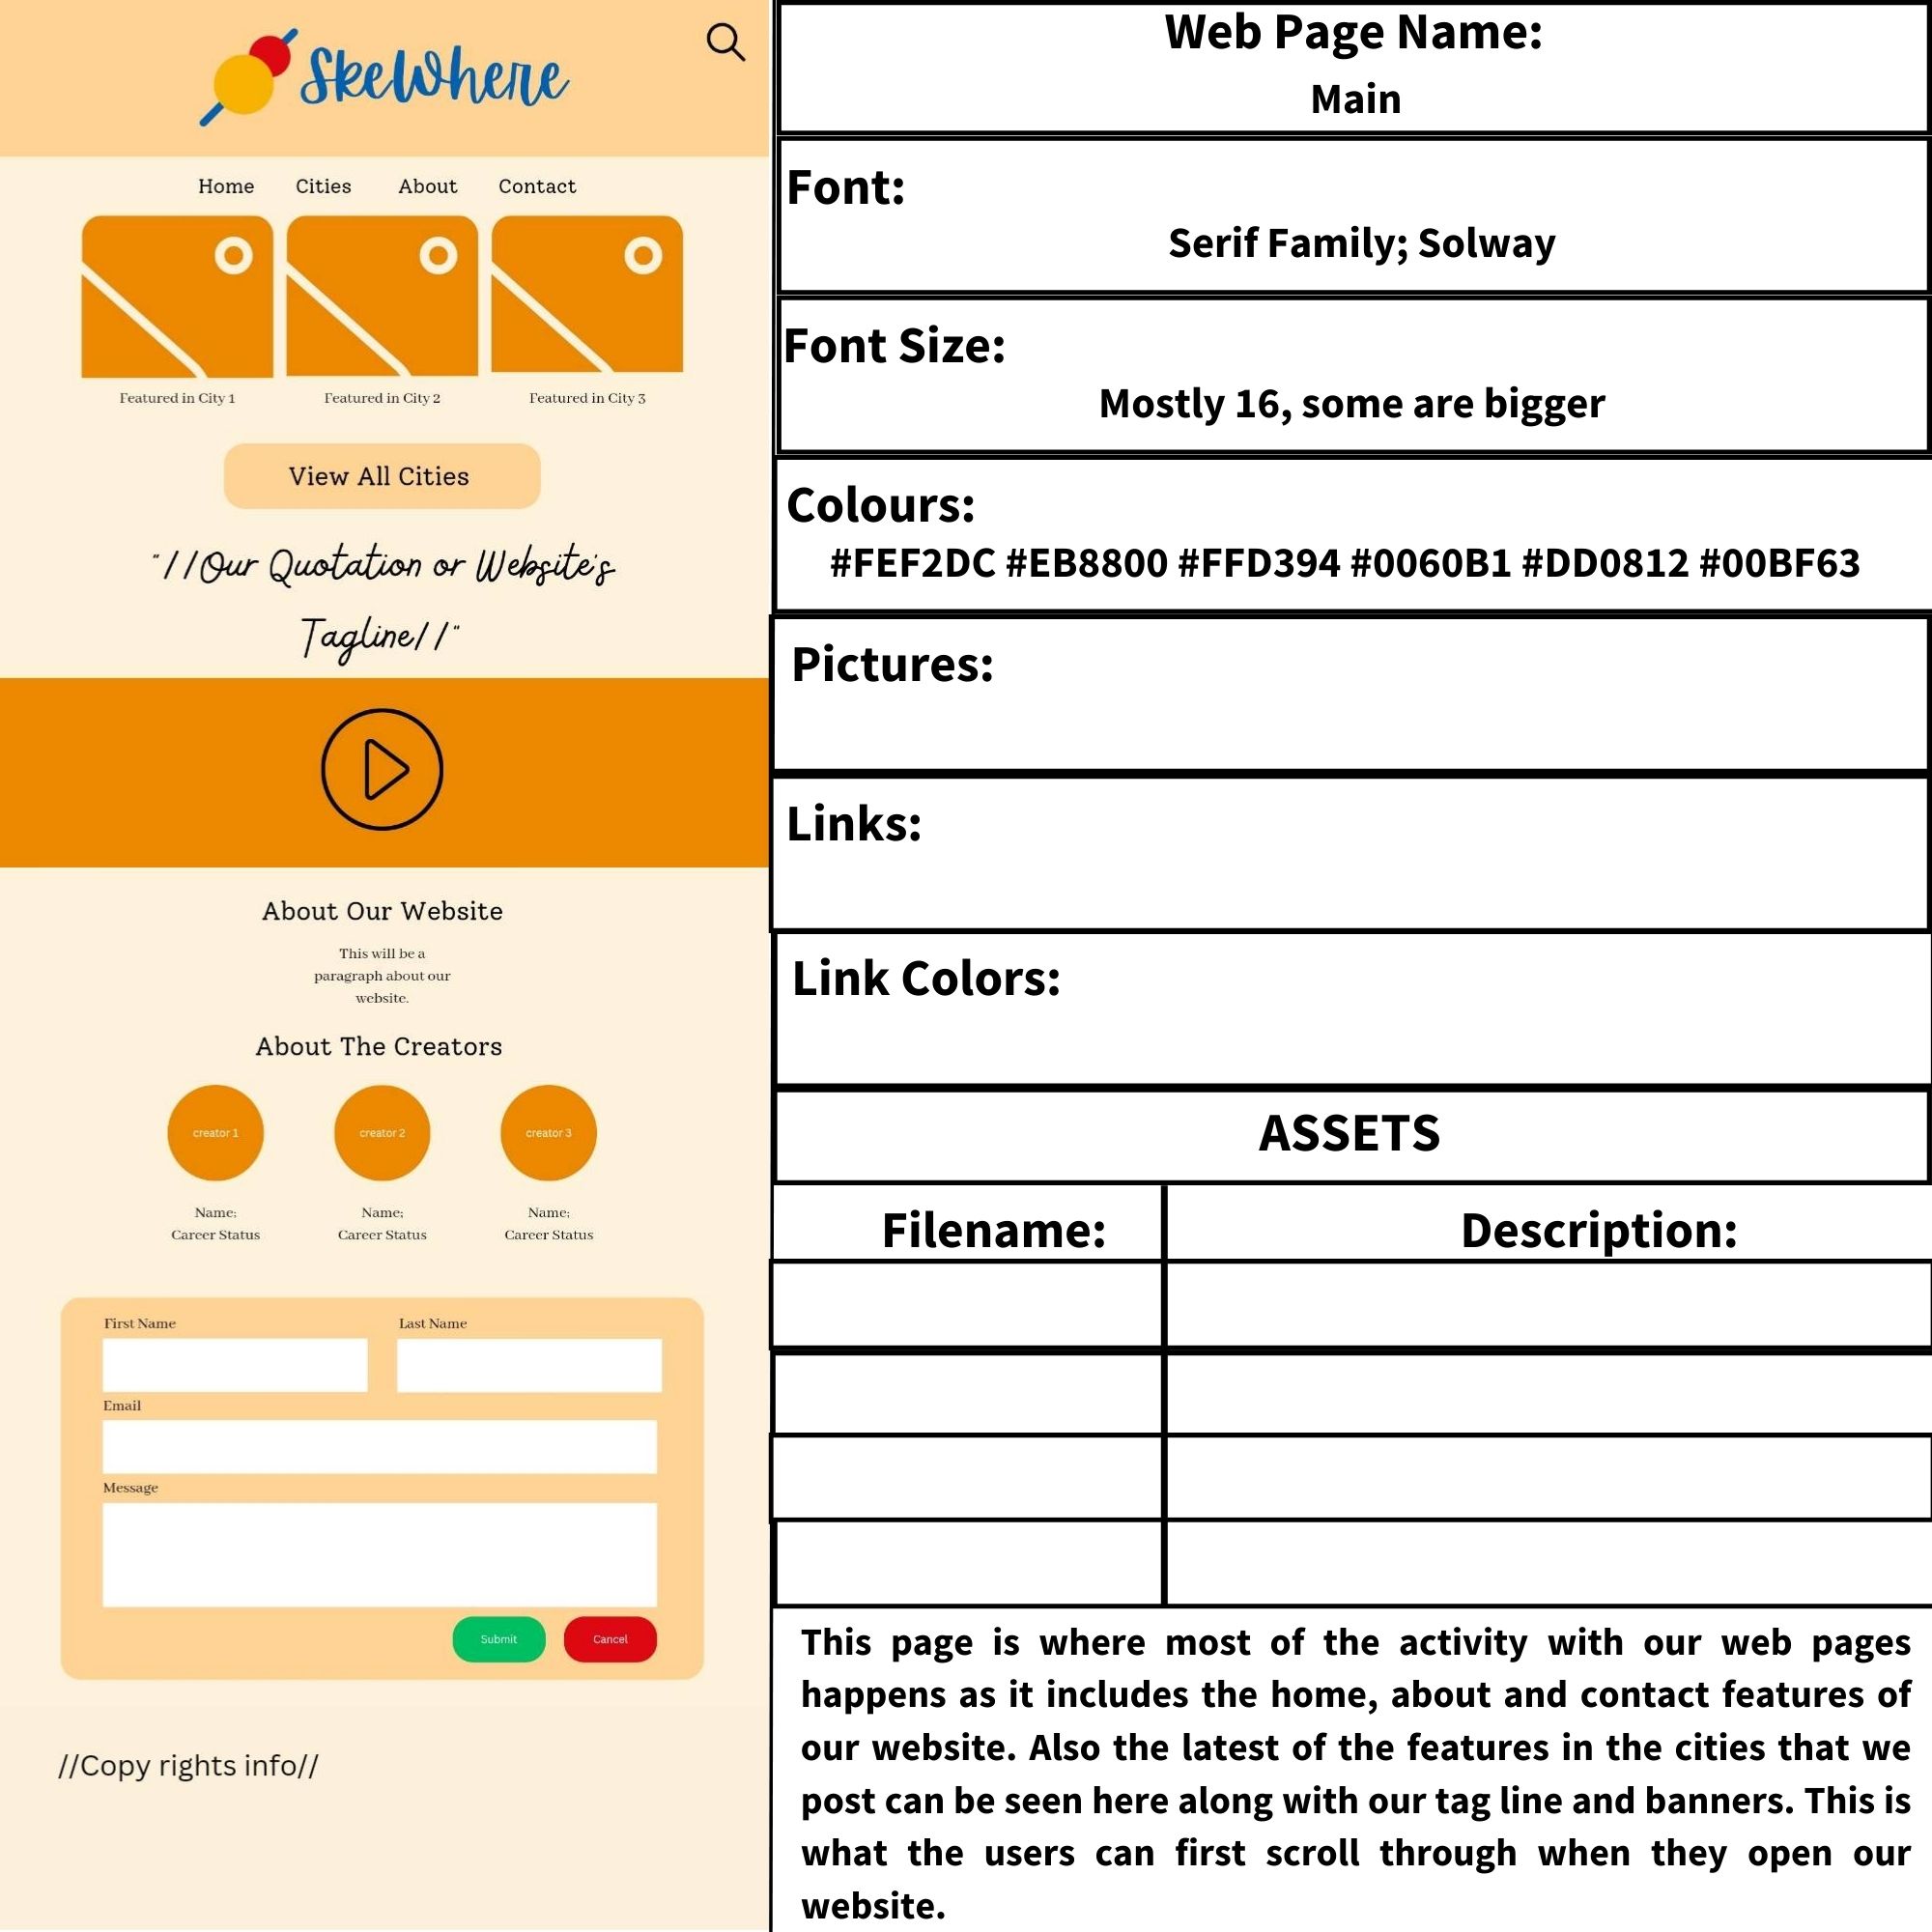 SkeWhere
Home Cities About Contact
Featured in City 1 Featured in City 2 Featured in City 3
View All Cities
"//Our Quotation or Website's
Tagline//"
About Our Website
This will be a
paragraph about our
website.
About The Creators
creator 1 creator 2 creator 3
Name; Name; Name;
Career Status Career Status Career Status
First Name Last Name
Email
Message
Submit Cancel
//Copy rights info//
Web Page Name:
Main
Font:
Serif Family; Solway
Font Size:
Mostly 16, some are bigger
Colours:
#FEF2DC #EB8800 #FFD394 #0060B1 #DD0812 #00BF63
Pictures:
Links:
Link Colors:
ASSETS
Filename: Description:
This page is where most of the activity with our web pages
happens as it includes the home, about and contact features of
our website. Also the latest of the features in the cities that we
post can be seen here along with our tag line and banners. This is
what the users can first scroll through when they open our
website.